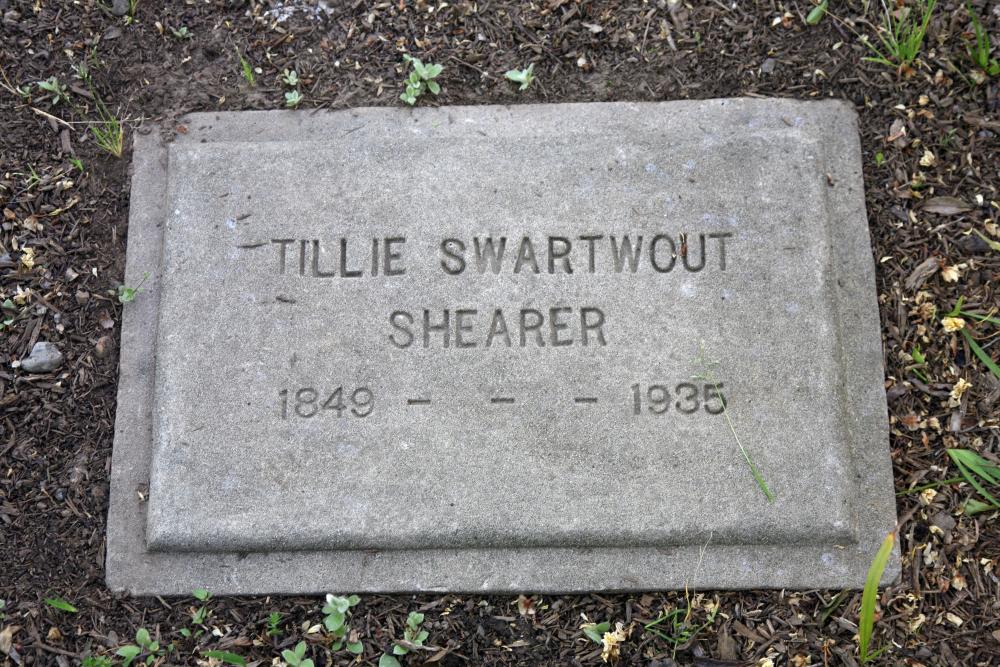 TILLIE SWARTWOUT
SHEARER
1849 - - - 1935